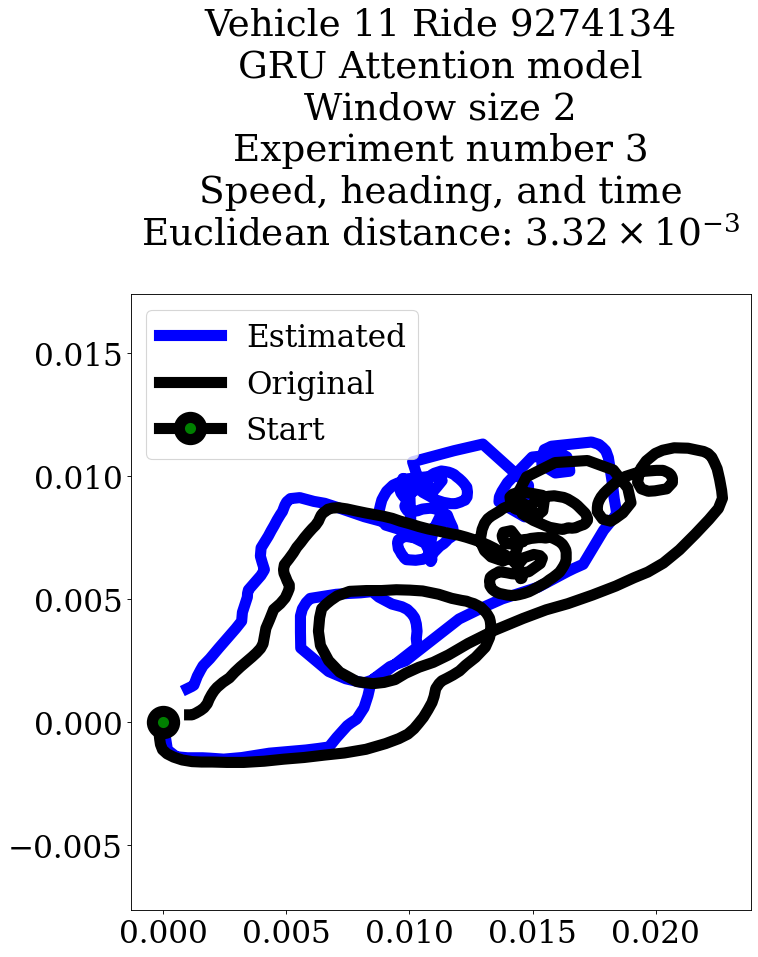 Vehicle 11 Ride 9274134
GRU Attention model
Window size 2
Experiment number 3
Speed, heading, and time
Euclidean distance: 3.32 × 10⁻³
Estimated
Original
Start
0.015
0.010
0.005
0.000
−0.005
0.000 0.005 0.010 0.015 0.020